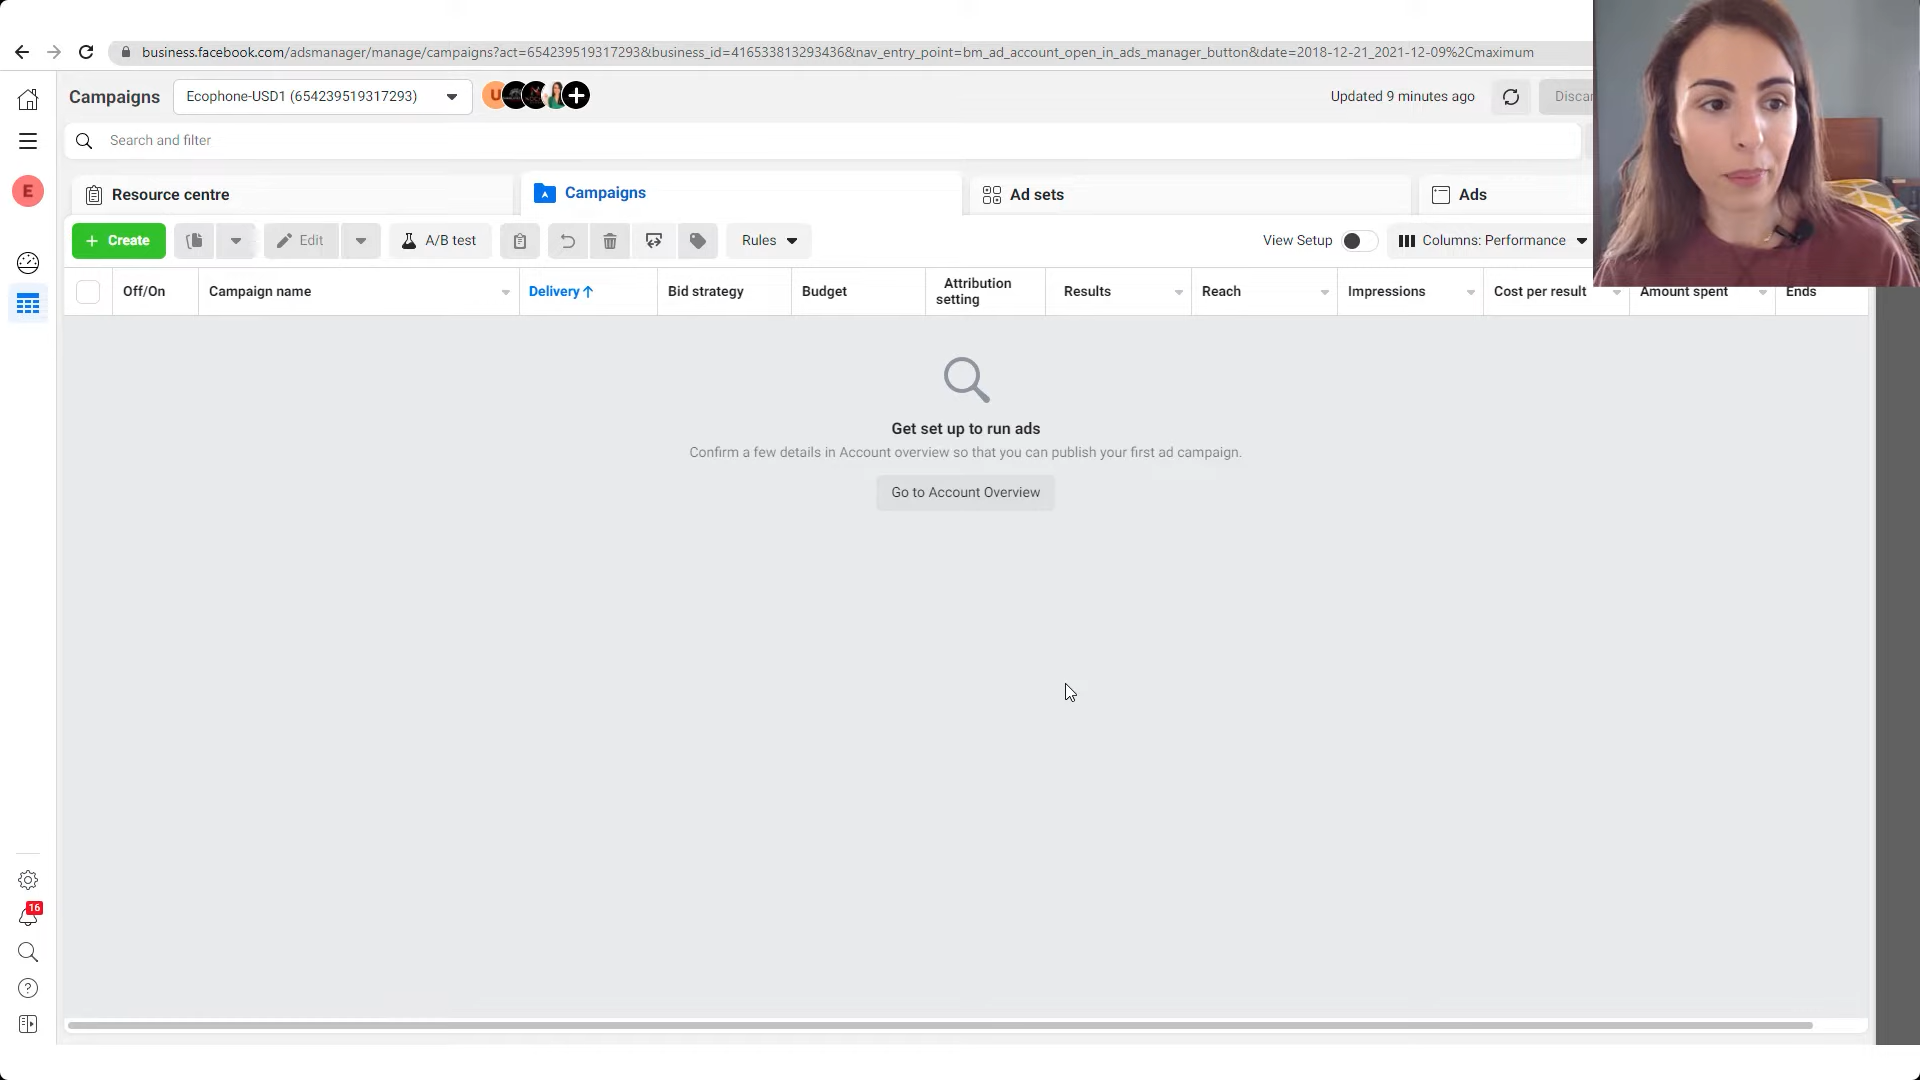 business.facebook.com/adsmanager/manage/campaigns?act=654239519317293&business_id=416533813293436&nav_entry_point=bm_ad_account_open_in_ads_manager_button&date=2018-12-21_2021-12-09%2Cmaximum
Campaigns
Ecophone-USD1 (654239519317293)
U
Updated 9 minutes ago
Discar
Search and filter
E
Resource centre
Campaigns
Ad sets
Ads
+ Create
Edit
A/B test
Rules
View Setup
Columns: Performance
Off/On
Campaign name
Delivery↑
Bid strategy
Budget
Attribution
setting
Results
Reach
Impressions
Cost per result
Amount spent
Ends
Get set up to run ads
Confirm a few details in Account overview so that you can publish your first ad campaign.
Go to Account Overview
16